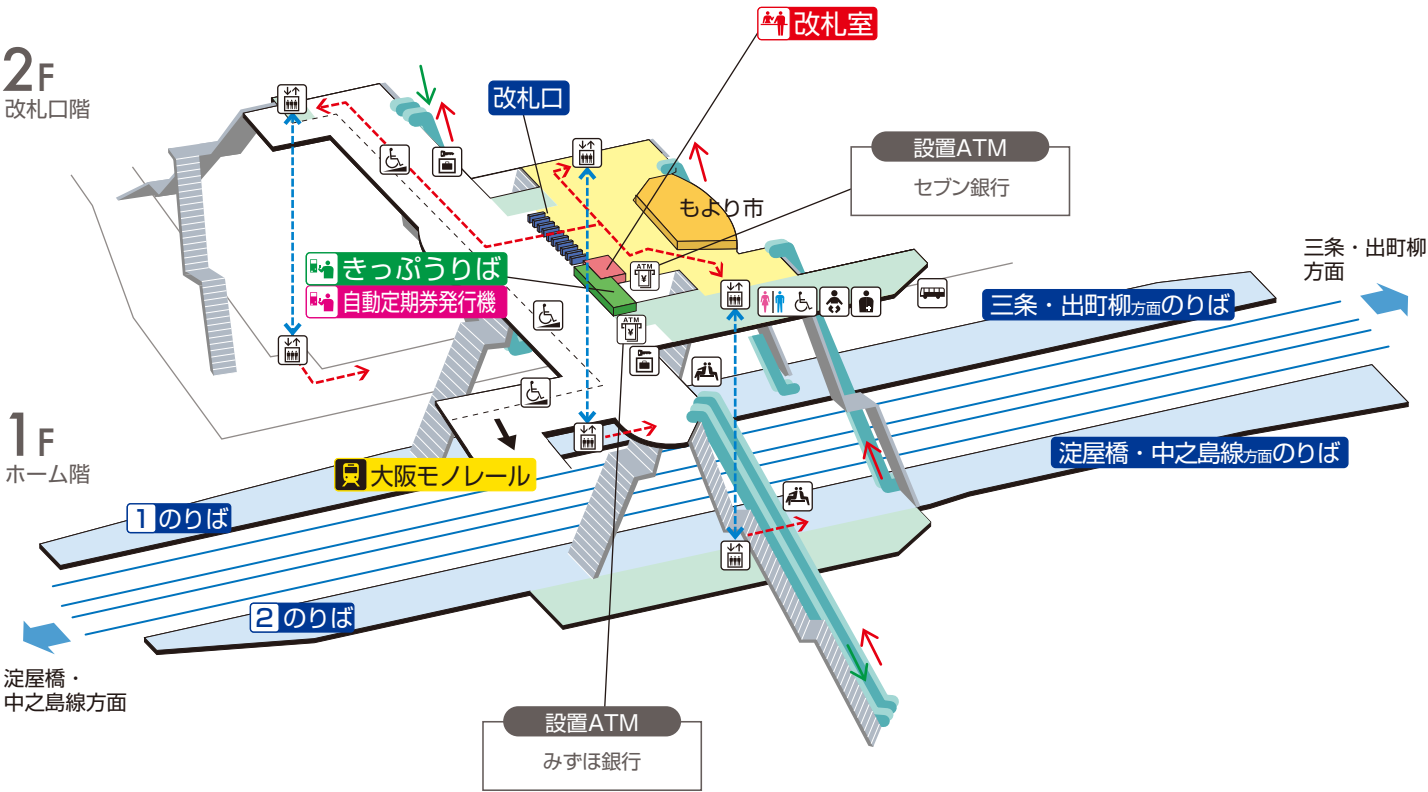 改札室
2F
改札口階
改札口
設置ATM
セブン銀行
もより市
三条・出町柳
方面
きっぷうりば
ATM
¥
自動定期券発行機
三条・出町柳方面のりば
ATM
¥
1F
ホーム階
淀屋橋・中之島線方面のりば
大阪モノレール
1のりば
2のりば
淀屋橋・
中之島線方面
設置ATM
みずほ銀行